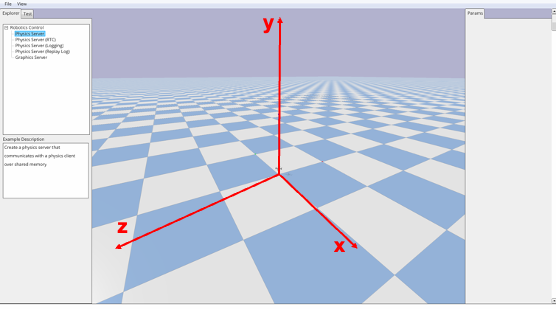 File View
Explorer Test
Robotics Control
Physics Server
Physics Server (RTC)
Physics Server (Logging)
Physics Server (Replay Log)
Graphics Server
Example Description
Create a physics server that
communicates with a physics client
over shared memory
Params
y
z
x